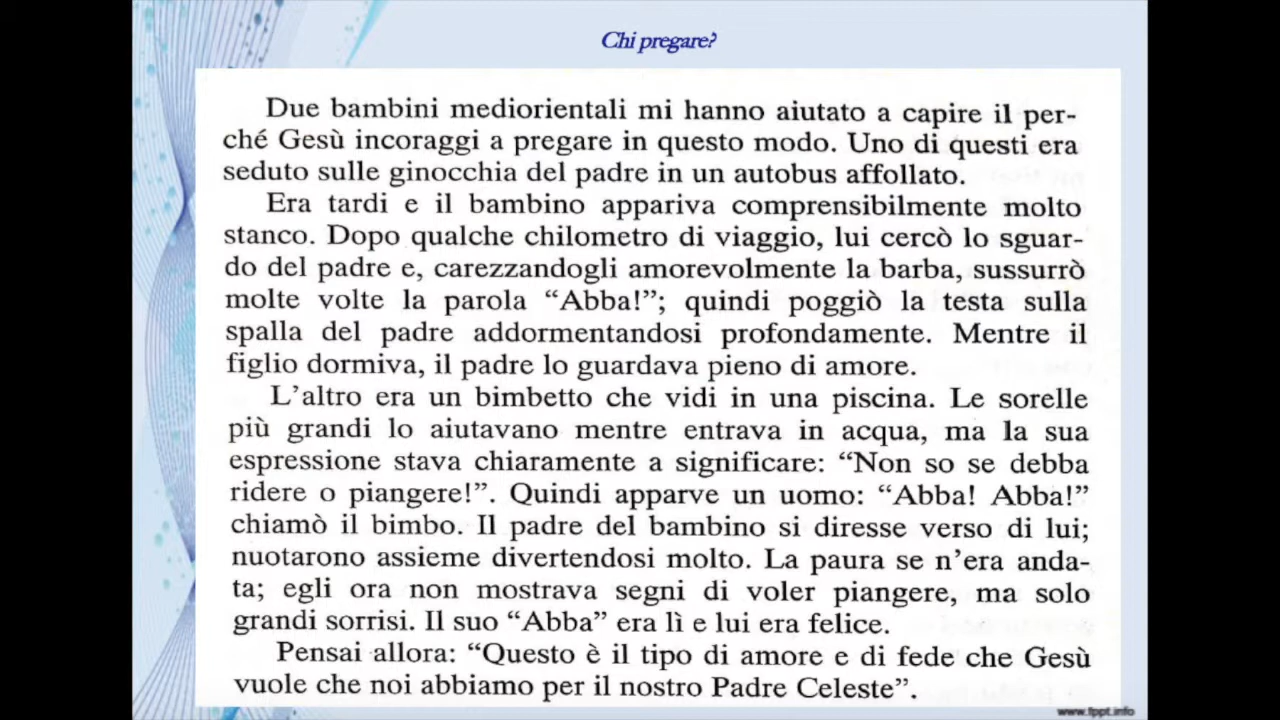 Chi pregare?
Due bambini mediorientali mi hanno aiutato a capire il per-
ché Gesù incoraggi a pregare in questo modo. Uno di questi era
seduto sulle ginocchia del padre in un autobus affollato.
Era tardi e il bambino appariva comprensibilmente molto
stanco. Dopo qualche chilometro di viaggio, lui cercò lo sguar-
do del padre e, carezzandogli amorevolmente la barba, sussurrò
molte volte la parola “Abba!”; quindi poggiò la testa sulla
spalla del padre addormentandosi profondamente. Mentre il
figlio dormiva, il padre lo guardava pieno di amore.
L’altro era un bimbetto che vidi in una piscina. Le sorelle
più grandi lo aiutavano mentre entrava in acqua, ma la sua
espressione stava chiaramente a significare: “Non so se debba
ridere o piangere!”. Quindi apparve un uomo: “Abba! Abba!”
chiamò il bimbo. Il padre del bambino si diresse verso di lui;
nuotarono assieme divertendosi molto. La paura se n’era anda-
ta; egli ora non mostrava segni di voler piangere, ma solo
grandi sorrisi. Il suo “Abba” era lì e lui era felice.
Pensai allora: “Questo è il tipo di amore e di fede che Gesù
vuole che noi abbiamo per il nostro Padre Celeste”.
www.fppt.info